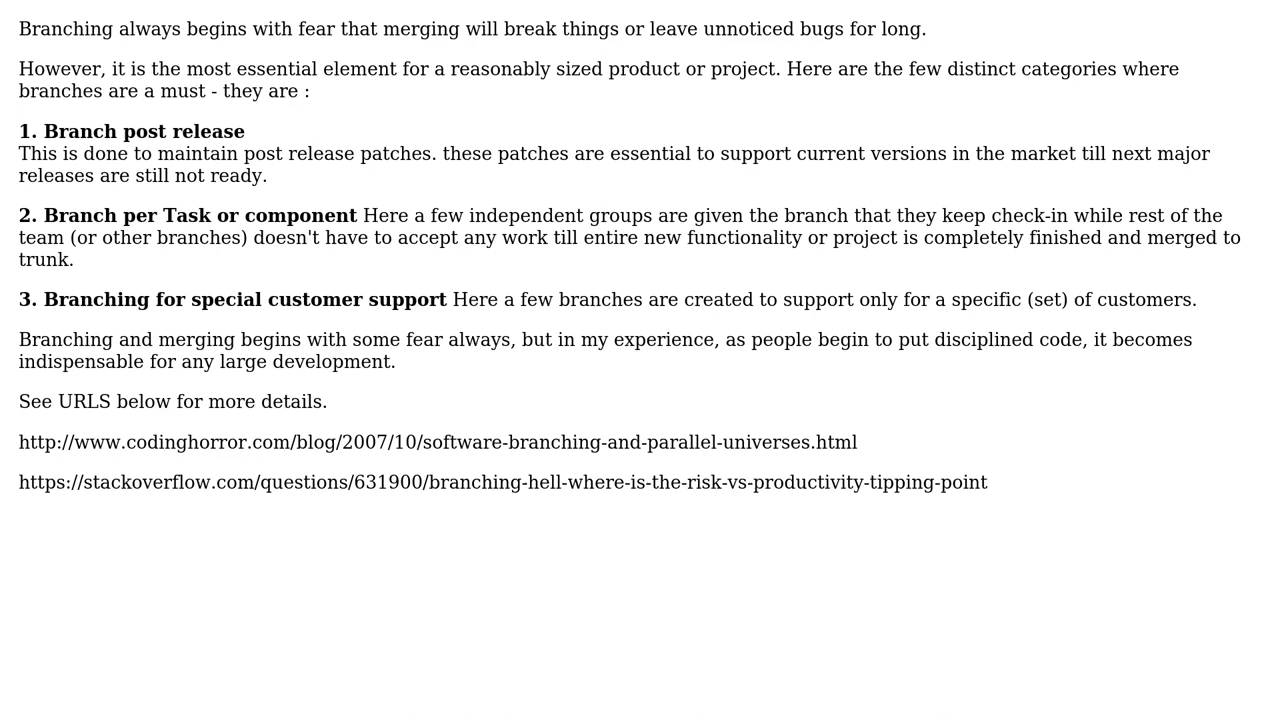 Branching always begins with fear that merging will break things or leave unnoticed bugs for long.
However, it is the most essential element for a reasonably sized product or project. Here are the few distinct categories where
branches are a must - they are :
1. Branch post release
This is done to maintain post release patches. these patches are essential to support current versions in the market till next major
releases are still not ready.
2. Branch per Task or component Here a few independent groups are given the branch that they keep check-in while rest of the
team (or other branches) doesn't have to accept any work till entire new functionality or project is completely finished and merged to
trunk.
3. Branching for special customer support Here a few branches are created to support only for a specific (set) of customers.
Branching and merging begins with some fear always, but in my experience, as people begin to put disciplined code, it becomes
indispensable for any large development.
See URLS below for more details.
http://www.codinghorror.com/blog/2007/10/software-branching-and-parallel-universes.html
https://stackoverflow.com/questions/631900/branching-hell-where-is-the-risk-vs-productivity-tipping-point